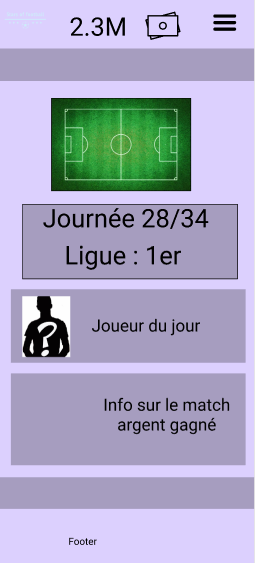 2.3M
Journée 28/34
Ligue : 1er
Joueur du jour
Info sur le match
argent gagné
Footer